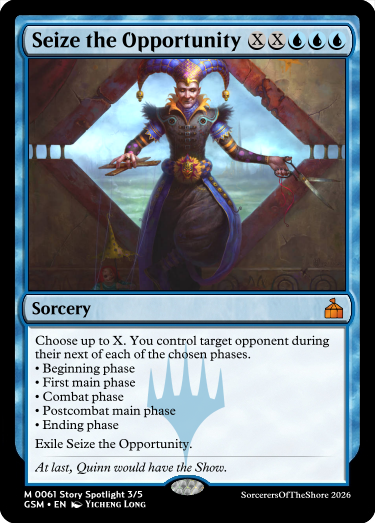 Seize the Opportunity X X
Sorcery
Choose up to X. You control target opponent during
their next of each of the chosen phases.
• Beginning phase
• First main phase
• Combat phase
• Postcombat main phase
• Ending phase
Exile Seize the Opportunity.
At last, Quinn would have the Show.
M 0061 Story Spotlight 3/5
GSM • EN Yicheng Long
SorcerersOfTheShore 2026